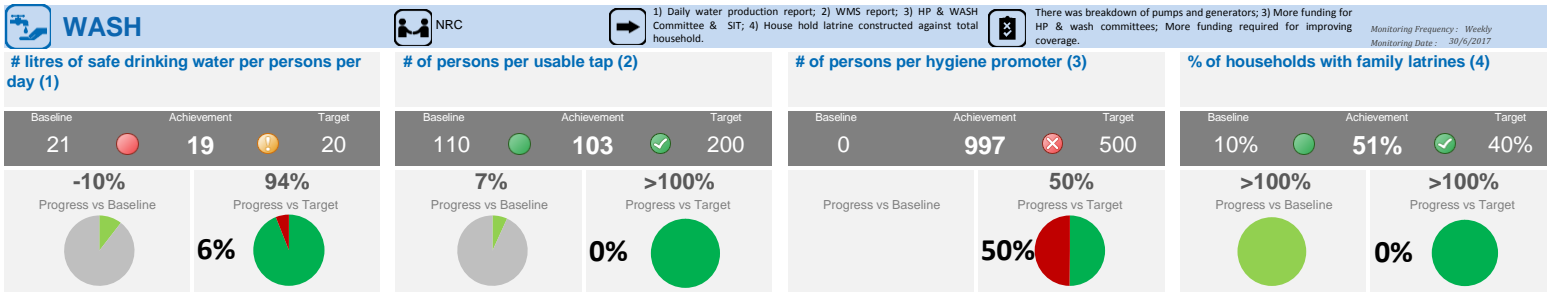 WASH
NRC
1) Daily water production report; 2) WMS report; 3) HP & WASH
Committee & SIT; 4) House hold latrine constructed against total
household.
There was breakdown of pumps and generators; 3) More funding for
HP & wash committees; More funding required for improving
coverage.
Monitoring Frequency : Weekly
Monitoring Date : 30/6/2017
# litres of safe drinking water per persons per
day (1)
Baseline Achievement Target
21 19 20
-10% 94%
Progress vs Baseline Progress vs Target
6%
# of persons per usable tap (2)
Baseline Achievement Target
110 103 200
7% >100%
Progress vs Baseline Progress vs Target
0%
# of persons per hygiene promoter (3)
Baseline Achievement Target
0 997 500
50%
Progress vs Baseline Progress vs Target
50%
% of households with family latrines (4)
Baseline Achievement Target
10% 51% 40%
>100% >100%
Progress vs Baseline Progress vs Target
0%